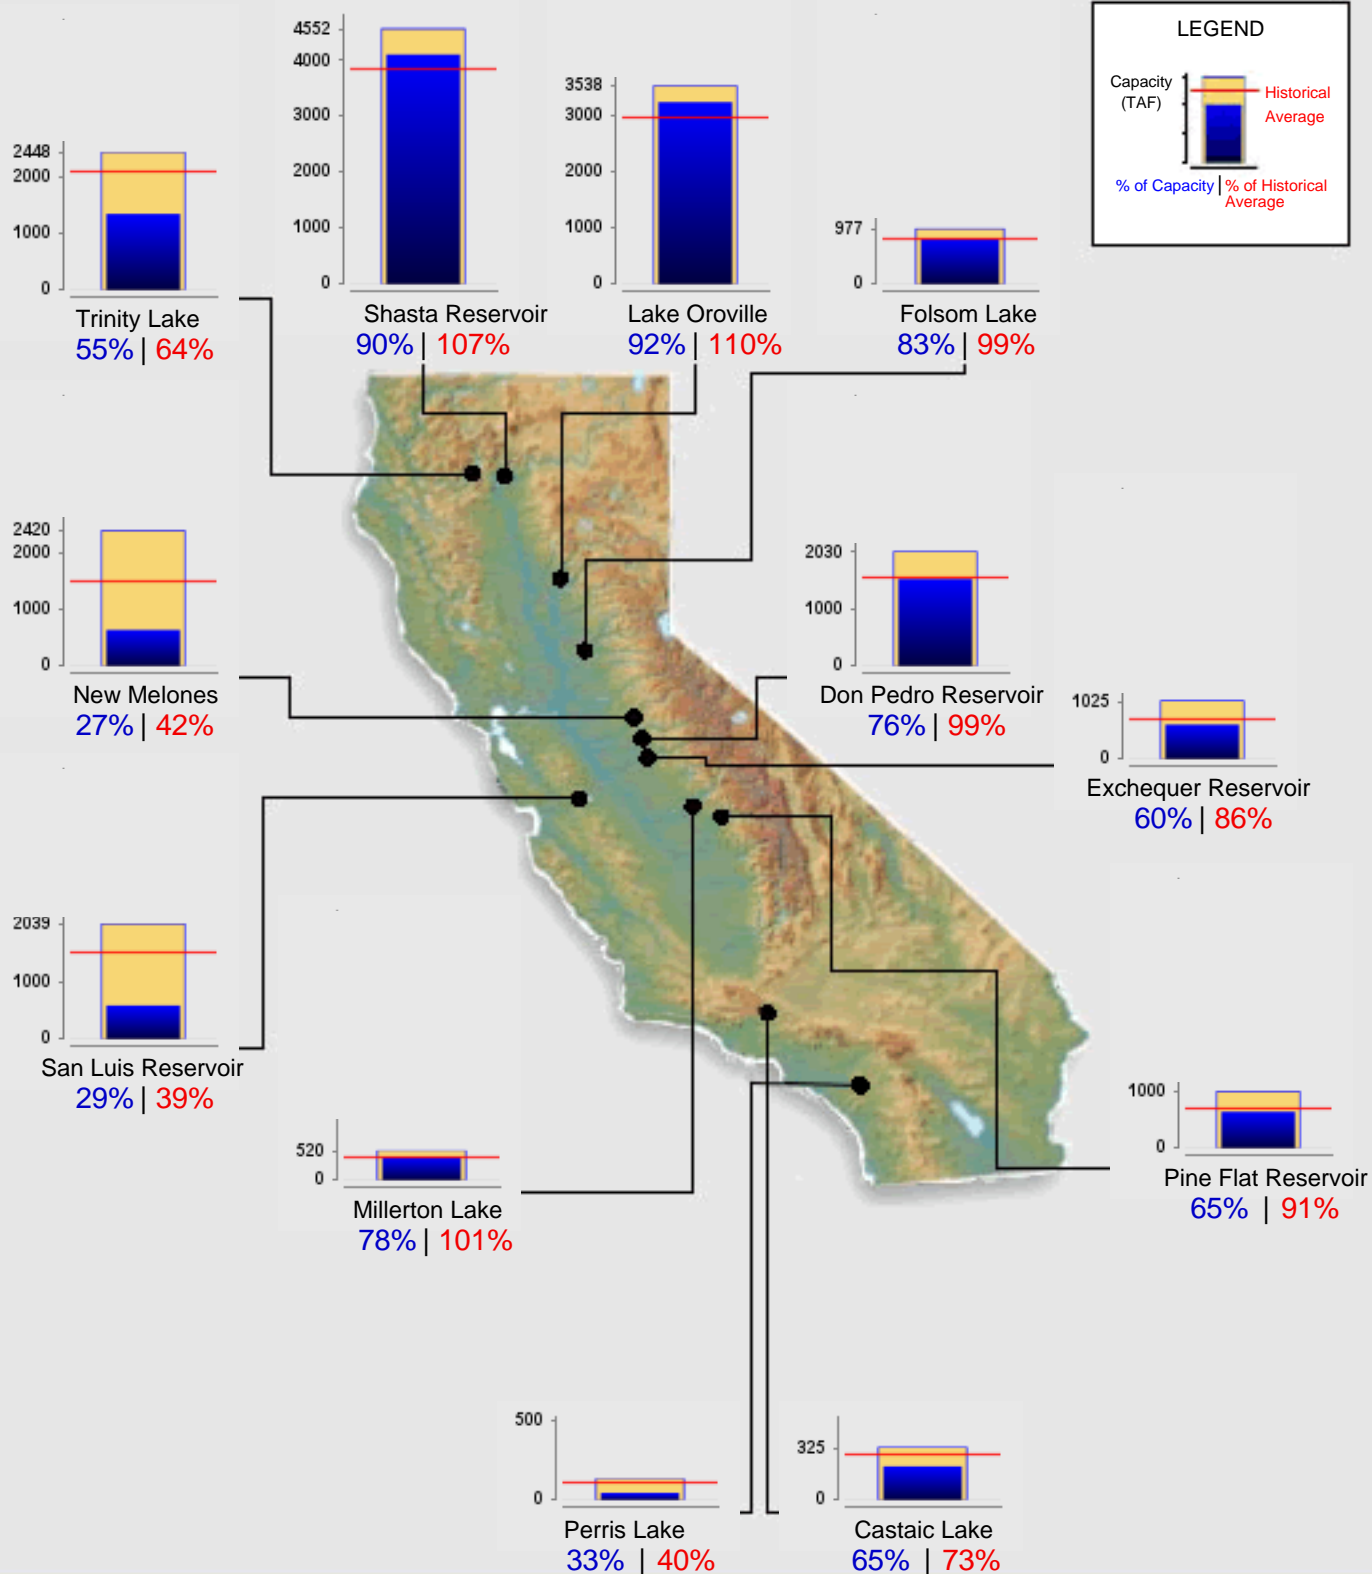 LEGEND
Capacity
(TAF)
Historical
Average
% of Capacity | % of Historical
Average
2448
2000
1000
0
Trinity Lake
55% | 64%
4552
4000
3000
2000
1000
0
Shasta Reservoir
90% | 107%
3538
3000
2000
1000
0
Lake Oroville
92% | 110%
977
0
Folsom Lake
83% | 99%
2420
2000
1000
0
New Melones
27% | 42%
2030
1000
0
Don Pedro Reservoir
76% | 99%
1025
0
Exchequer Reservoir
60% | 86%
2039
1000
0
San Luis Reservoir
29% | 39%
520
0
Millerton Lake
78% | 101%
1000
0
Pine Flat Reservoir
65% | 91%
500
0
Perris Lake
33% | 40%
325
0
Castaic Lake
65% | 73%